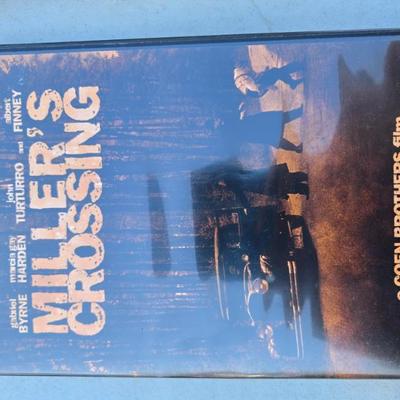 gabriel marcia gay john albert
BYRNE HARDEN TURTURRO and FINNEY
MILLER'S
CROSSING
a COEN BROTHERS film